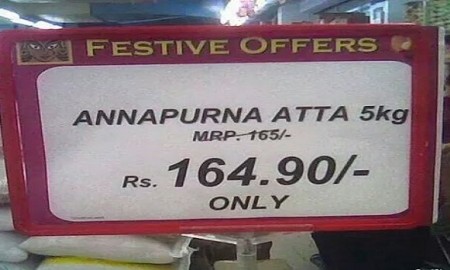 FESTIVE OFFERS
ANNAPURNA ATTA 5kg
MRP. 165/-
Rs. 164.90/-
ONLY